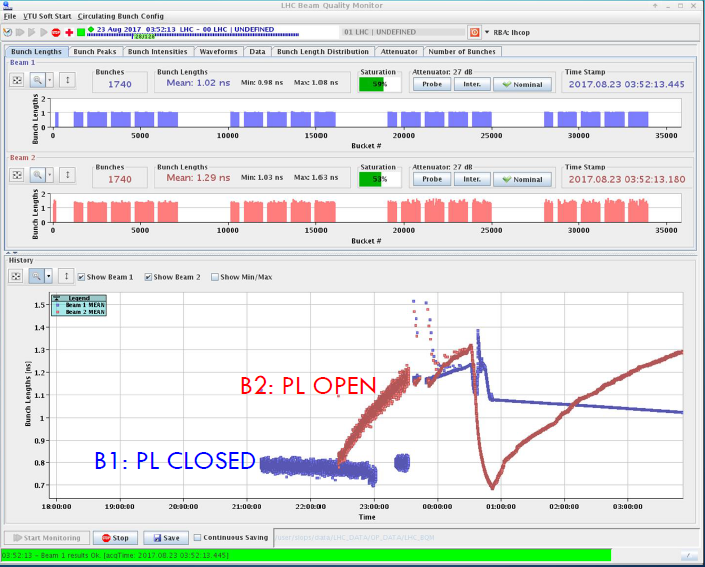 LHC Beam Quality Monitor
File VTU Soft Start Circulating Bunch Config
23 Aug 2017 03:52:13 LHC - 00 LHC | UNDEFINED
01 LHC | UNDEFINED
RBA: lhcop
Bunch Lengths Bunch Peaks Bunch Intensities Waveforms Data Bunch Length Distribution Attenuator Number of Bunches
Beam 1
Bunches
1740
Bunch Lengths
Mean: 1.02 ns Min: 0.98 ns Max: 1.08 ns
Saturation
59%
Attenuator: 27 dB
Probe Inter. Nominal
Time Stamp
2017.08.23 03:52:13.445
Bunch Lengths
2
1
0
0 5000 10000 15000 20000 25000 30000 35000
Bucket #
Beam 2
Bunches
1740
Bunch Lengths
Mean: 1.29 ns Min: 1.03 ns Max: 1.63 ns
Saturation
53%
Attenuator: 27 dB
Probe Inter. Nominal
Time Stamp
2017.08.23 03:52:13.180
Bunch Lengths
2
1
0
0 5000 10000 15000 20000 25000 30000 35000
Bucket #
History
Show Beam 1 Show Beam 2 Show Min/Max
Legend
Beam 1 MEAN
Beam 2 MEAN
Bunch Lengths [ns]
1.5
1.4
1.3
1.2
1.1
1
0.9
0.8
0.7
B2: PL OPEN
B1: PL CLOSED
18:00:00 19:00:00 20:00:00 21:00:00 22:00:00 23:00:00 00:00:00 01:00:00 02:00:00 03:00:00
Time
Start Monitoring Stop Save Continuous Saving
03:52:13 - Beam 1 results OK. [acqTime: 2017.08.23 03:52:13.445]